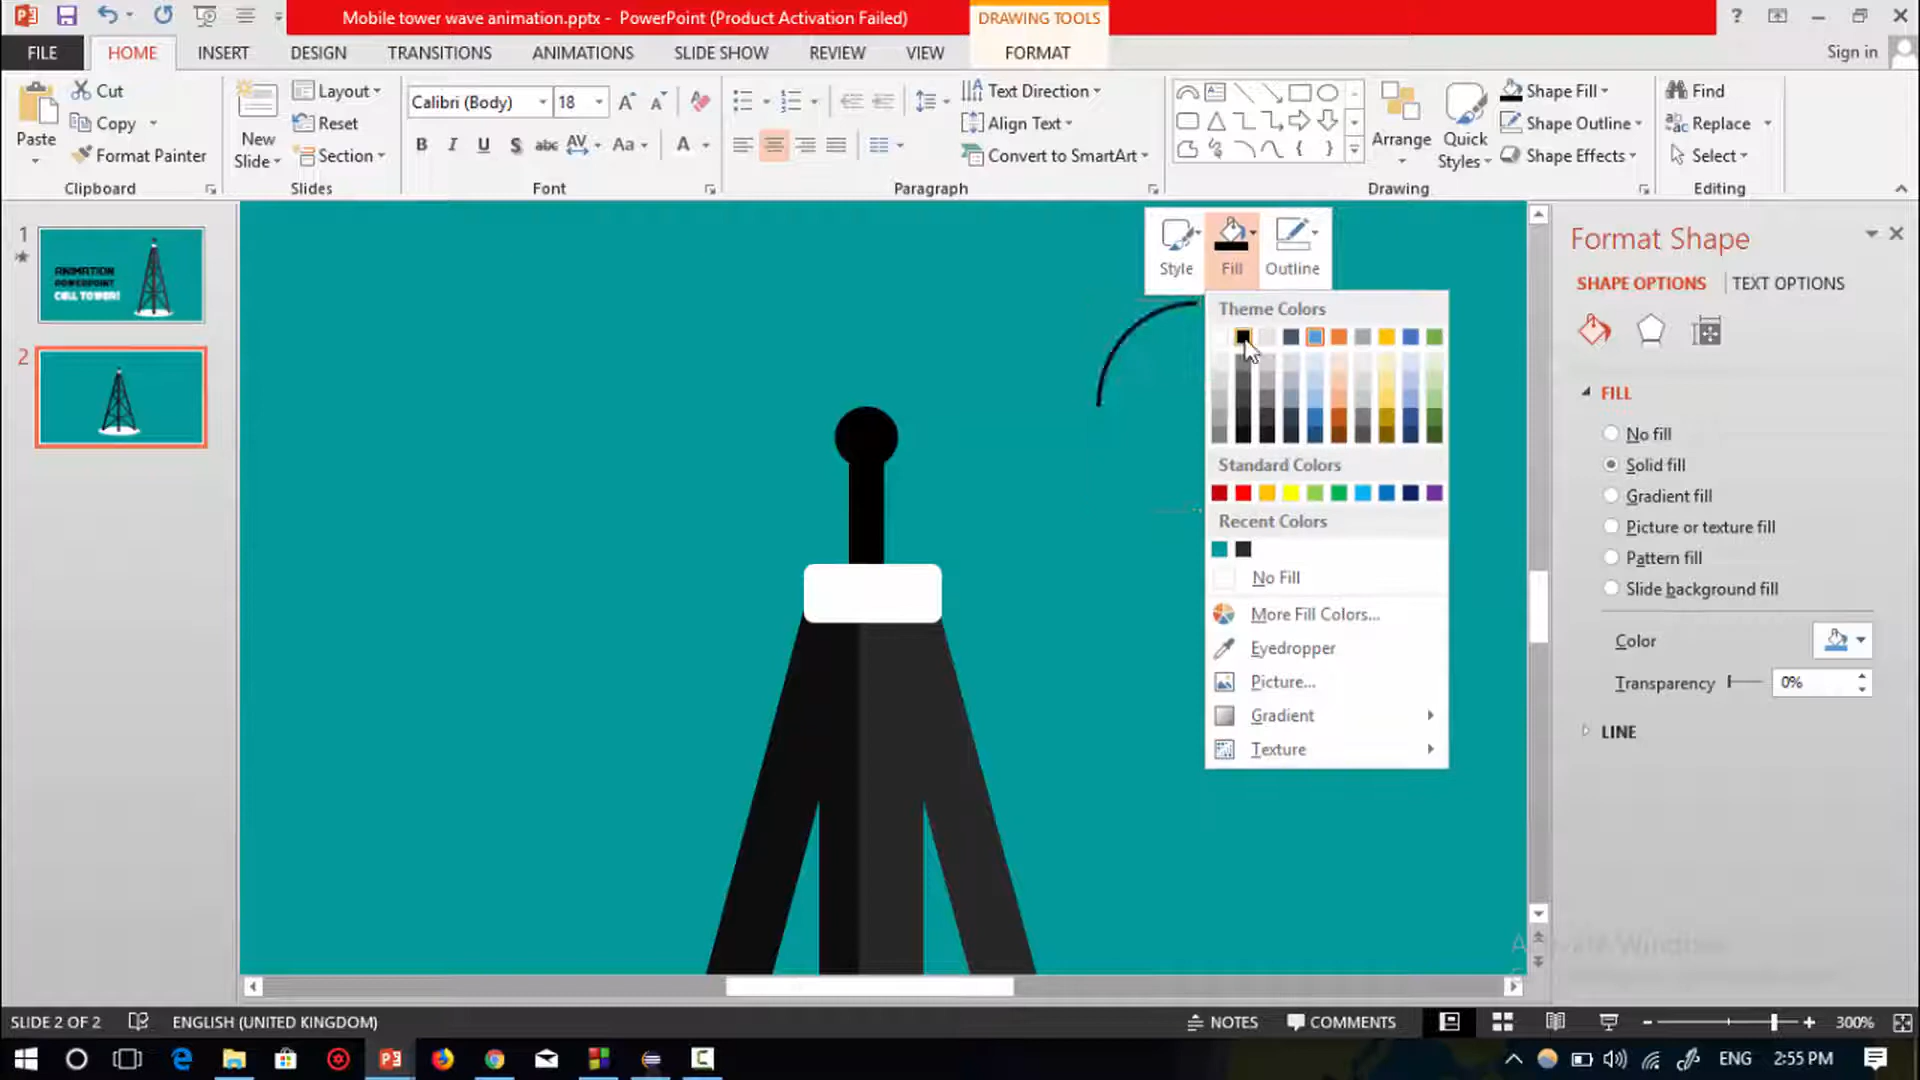 Mobile tower wave animation.pptx - PowerPoint (Product Activation Failed)
DRAWING TOOLS
FILE HOME INSERT DESIGN TRANSITIONS ANIMATIONS SLIDE SHOW REVIEW VIEW FORMAT
Sign in
Paste
Cut
Copy
Format Painter
Clipboard
New Slide
Layout
Reset
Section
Slides
Calibri (Body) 18
B I U S abc AV Aa A
Font
Text Direction
Align Text
Convert to SmartArt
Paragraph
Arrange
Quick Styles
Shape Fill
Shape Outline
Shape Effects
Drawing
Find
Replace
Select
Editing
1
ANIMATION
POWERPOINT
CELL TOWER!
2
Style Fill Outline
Theme Colors
Standard Colors
Recent Colors
No Fill
More Fill Colors...
Eyedropper
Picture...
Gradient
Texture
Format Shape
SHAPE OPTIONS TEXT OPTIONS
FILL
No fill
Solid fill
Gradient fill
Picture or texture fill
Pattern fill
Slide background fill
Color
Transparency 0%
LINE
SLIDE 2 OF 2 ENGLISH (UNITED KINGDOM) NOTES COMMENTS 300%
ENG 2:55 PM